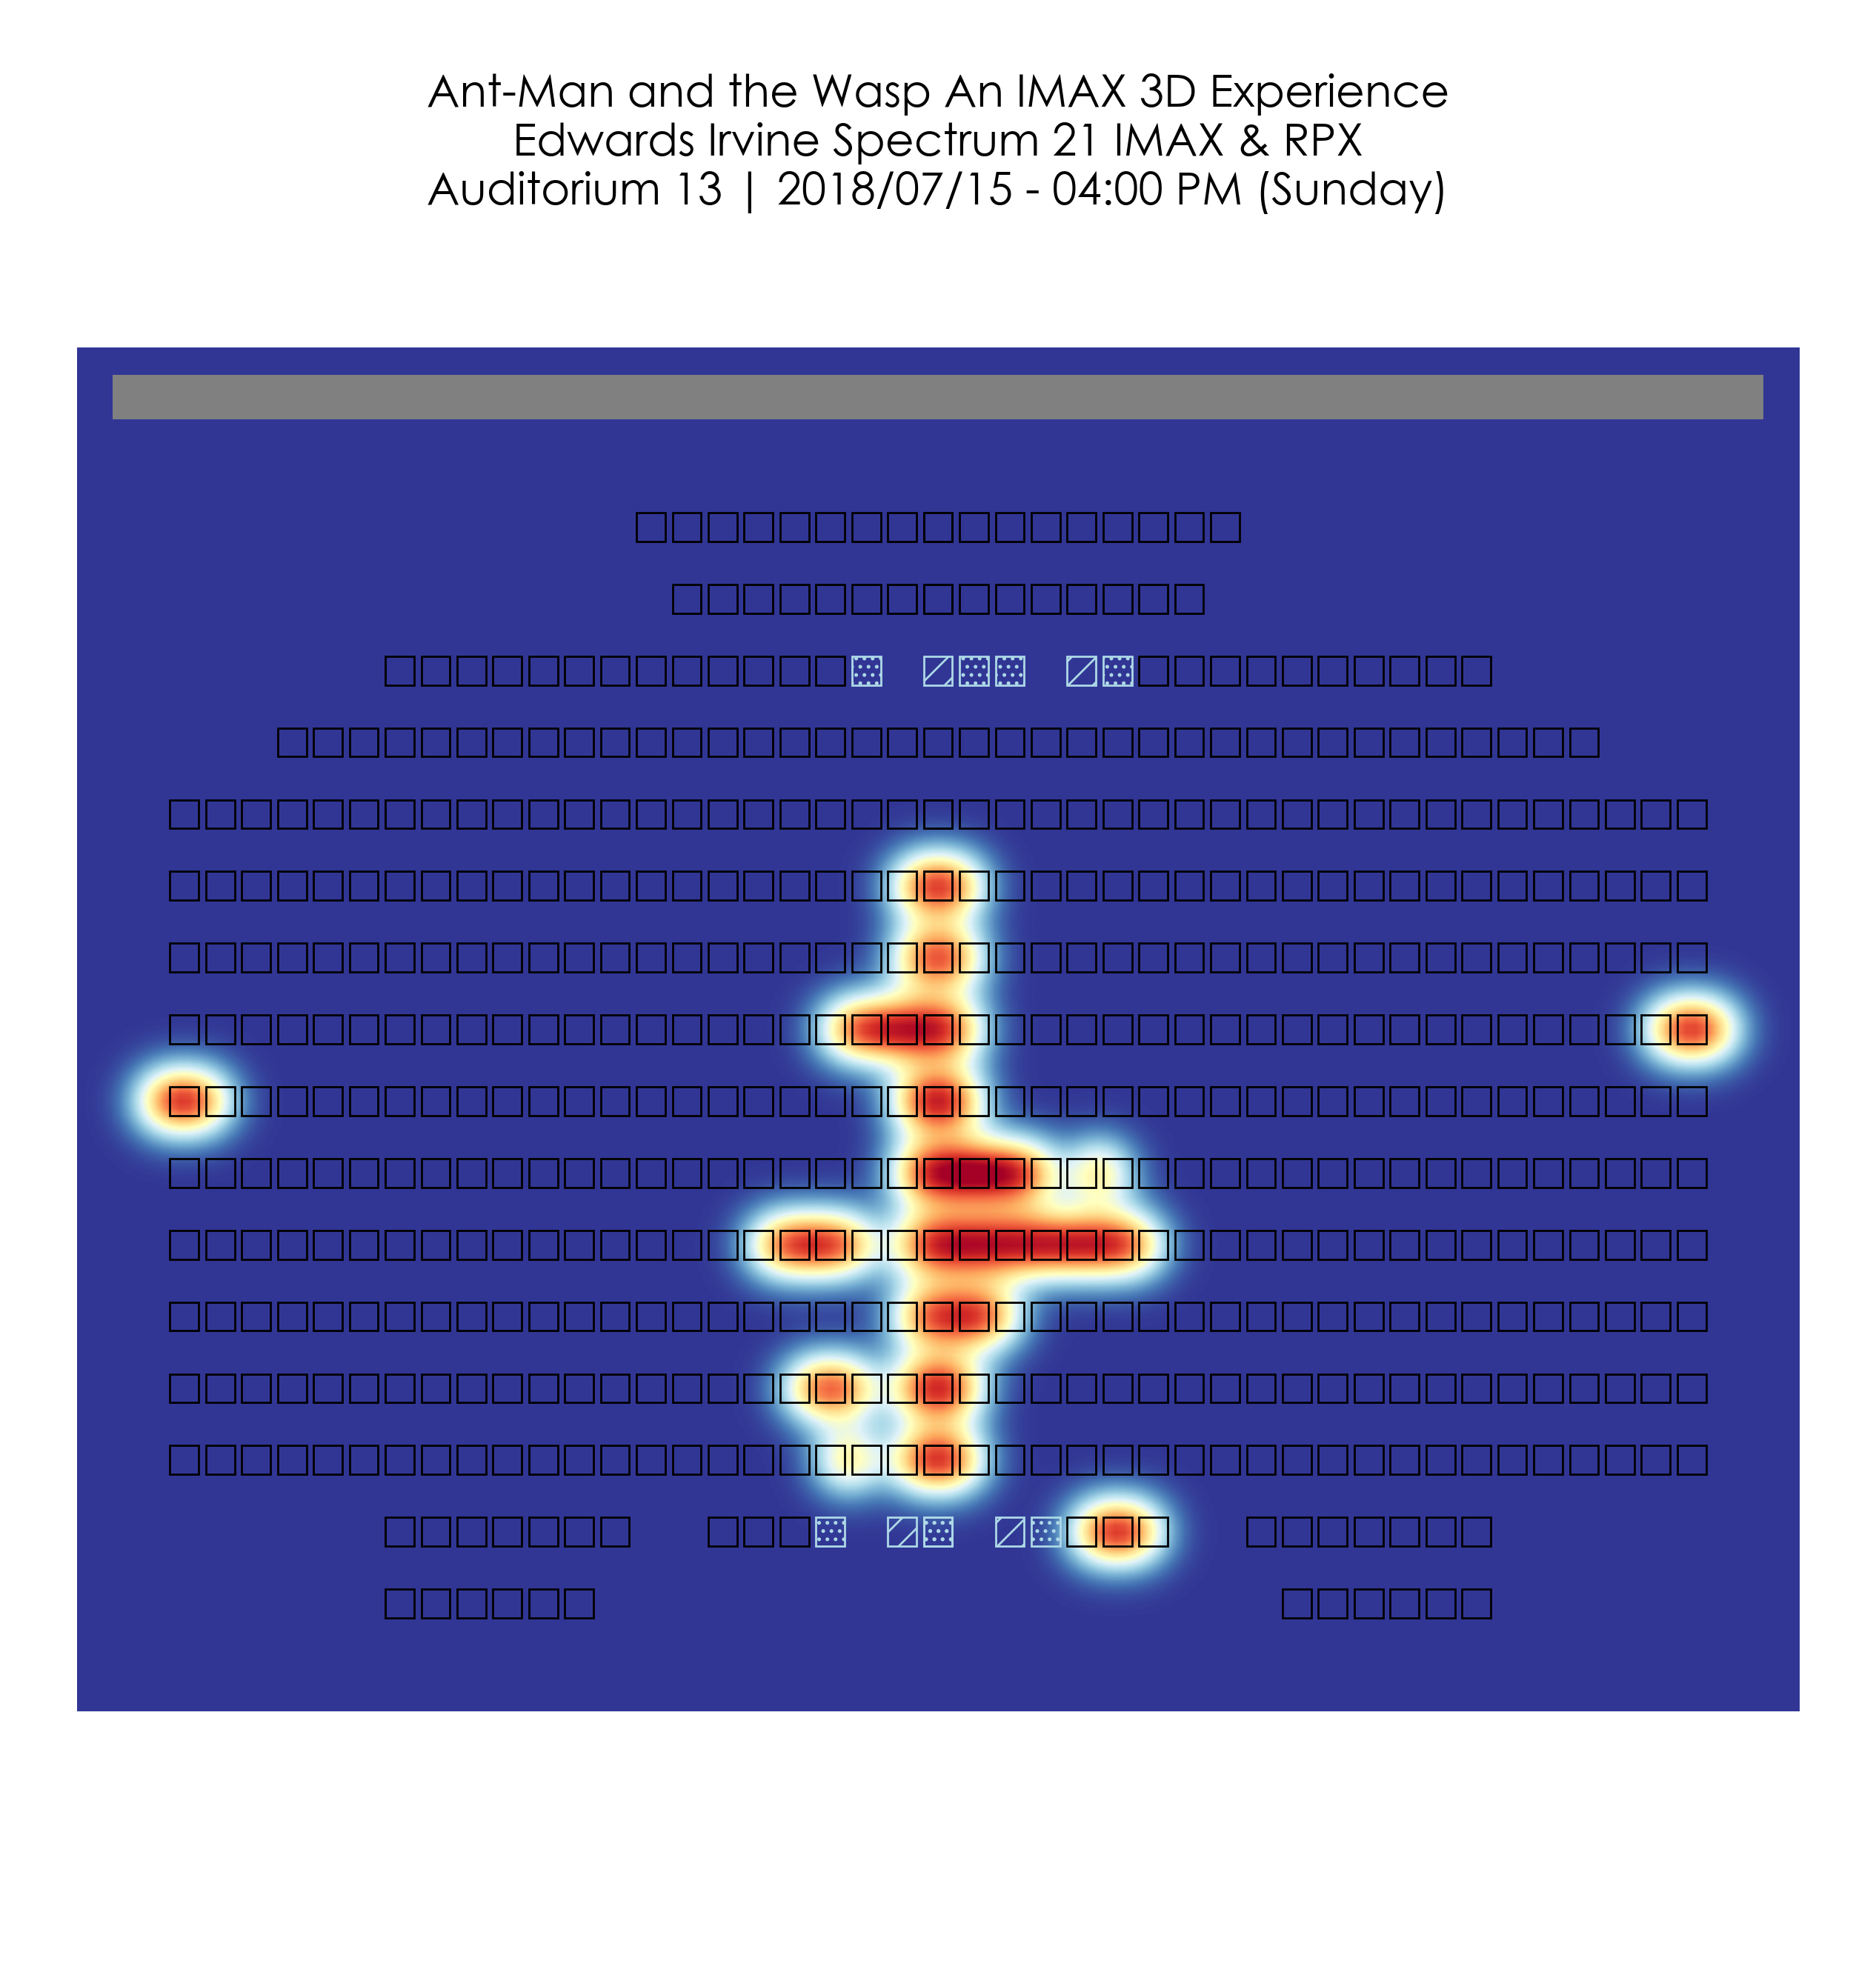 Ant-Man and the Wasp An IMAX 3D Experience
Edwards Irvine Spectrum 21 IMAX & RPX
Auditorium 13 | 2018/07/15 - 04:00 PM (Sunday)